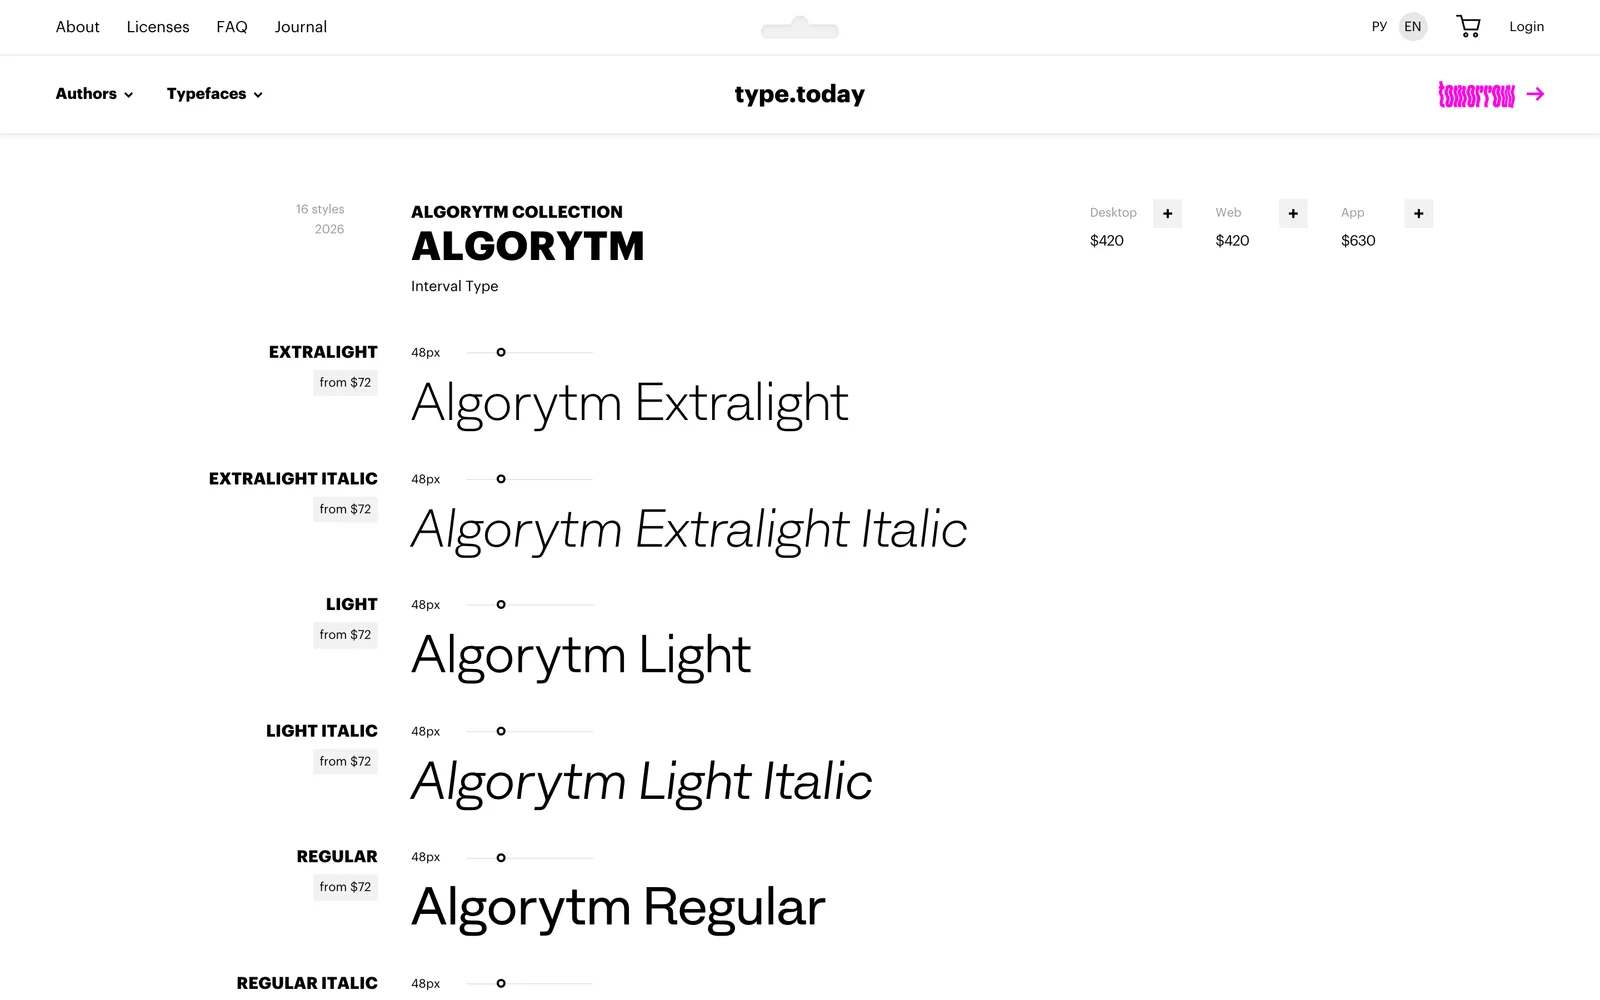 About Licenses FAQ Journal
РУ EN Login
Authors Typefaces
type.today
tomorrow →
16 styles
2026
ALGORYTM COLLECTION
ALGORYTM
Interval Type
Desktop + Web + App +
$420 $420 $630
EXTRALIGHT 48px
from $72
Algorytm Extralight
EXTRALIGHT ITALIC 48px
from $72
Algorytm Extralight Italic
LIGHT 48px
from $72
Algorytm Light
LIGHT ITALIC 48px
from $72
Algorytm Light Italic
REGULAR 48px
from $72
Algorytm Regular
REGULAR ITALIC 48px